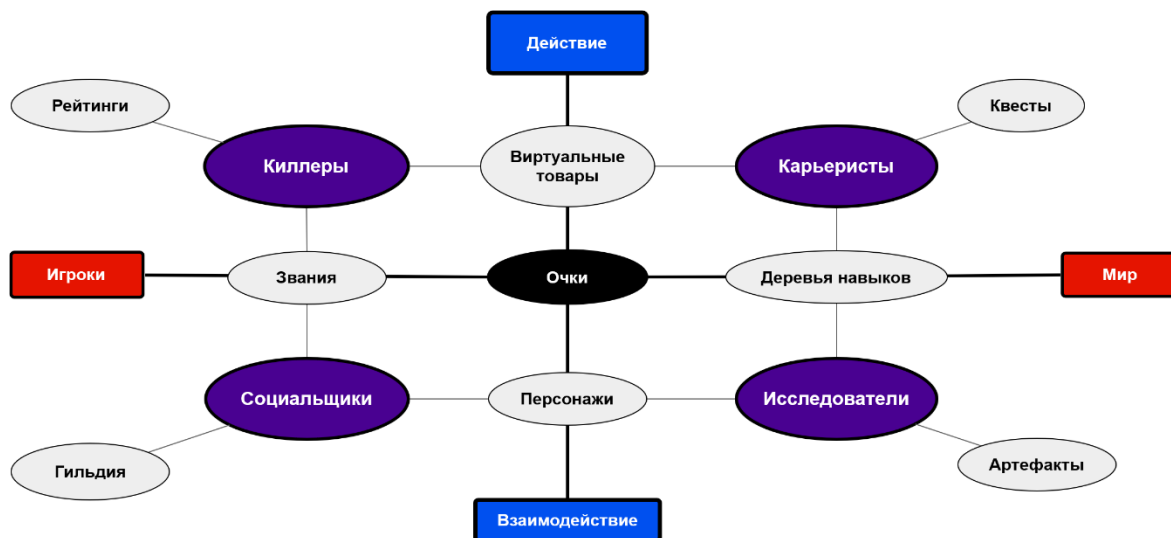 Действие
Рейтинги
Квесты
Киллеры
Виртуальные
товары
Карьеристы
Игроки
Звания
Очки
Деревья навыков
Мир
Социальщики
Персонажи
Исследователи
Гильдия
Артефакты
Взаимодействие